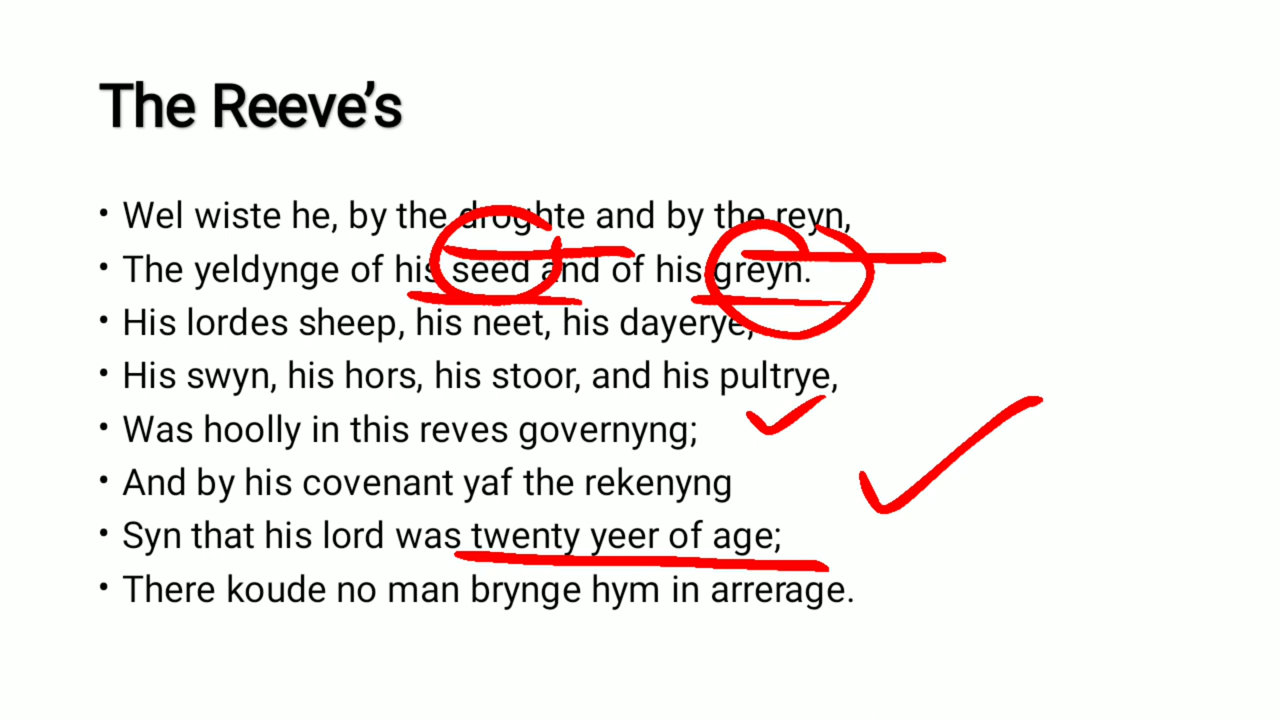 The Reeve’s
• Wel wiste he, by the droghte and by the reyn,
• The yeldynge of his seed and of his greyn.
• His lordes sheep, his neet, his dayerye,
• His swyn, his hors, his stoor, and his pultrye,
• Was hoolly in this reves governyng;
• And by his covenant yaf the rekenyng
• Syn that his lord was twenty yeer of age;
• There koude no man brynge hym in arrerage.